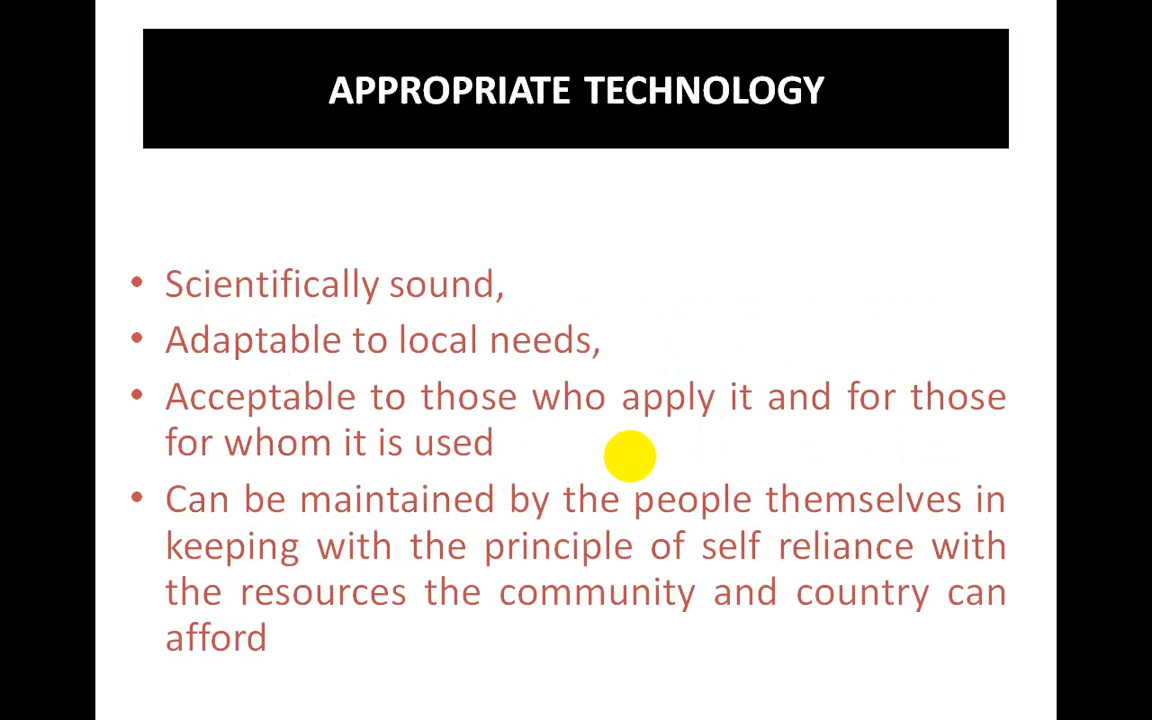 APPROPRIATE TECHNOLOGY
• Scientifically sound,
• Adaptable to local needs,
• Acceptable to those who apply it and for those
for whom it is used
• Can be maintained by the people themselves in
keeping with the principle of self reliance with
the resources the community and country can
afford